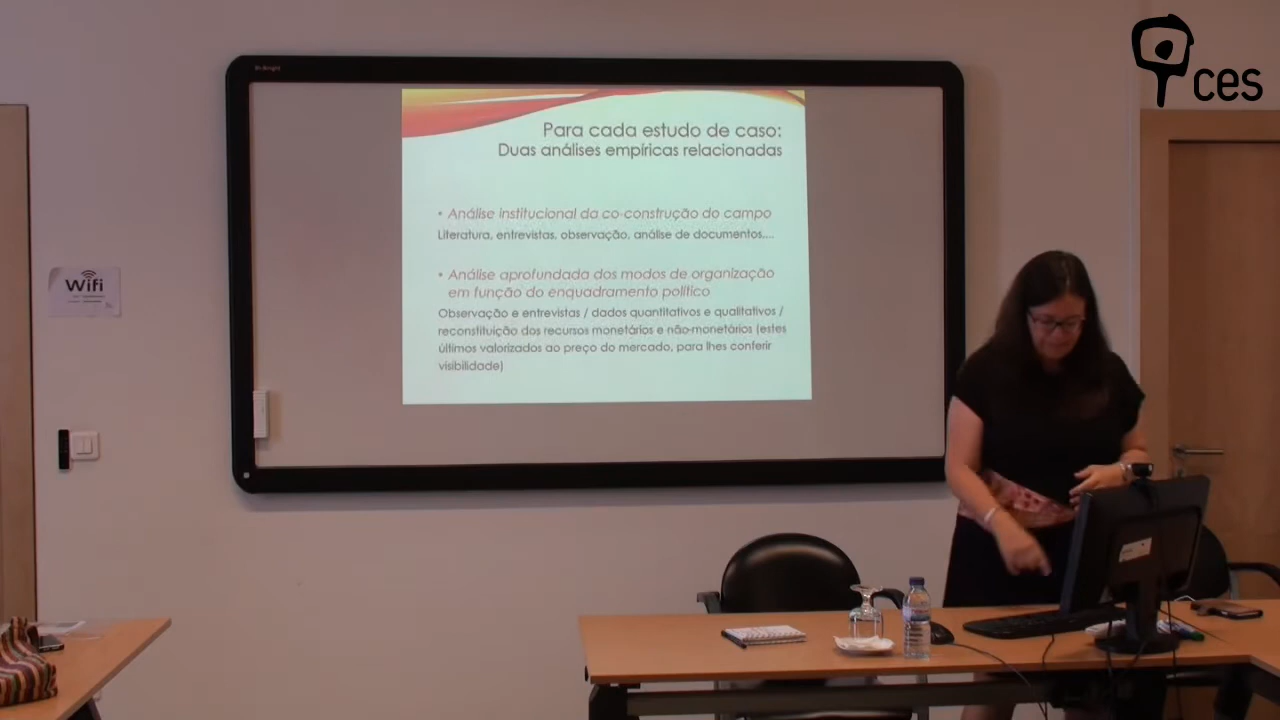 ces
Para cada estudo de caso:
Duas análises empíricas relacionadas
• Análise institucional da co-construção do campo
Literatura, entrevistas, observação, análise de documentos....
• Análise aprofundada dos modos de organização
em função do enquadramento político
Observação e entrevistas / dados quantitativos e qualitativos /
reconstituição dos recursos monetários e não-monetários (estes
últimos valorizados ao preço do mercado, para lhes conferir
visibilidade)
Wifi